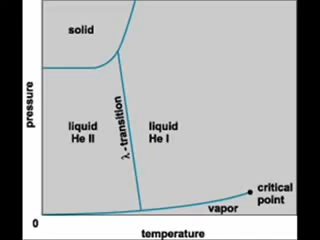 solid
pressure
liquid
He II
λ-transition
liquid
He I
critical
point
vapor
0
temperature